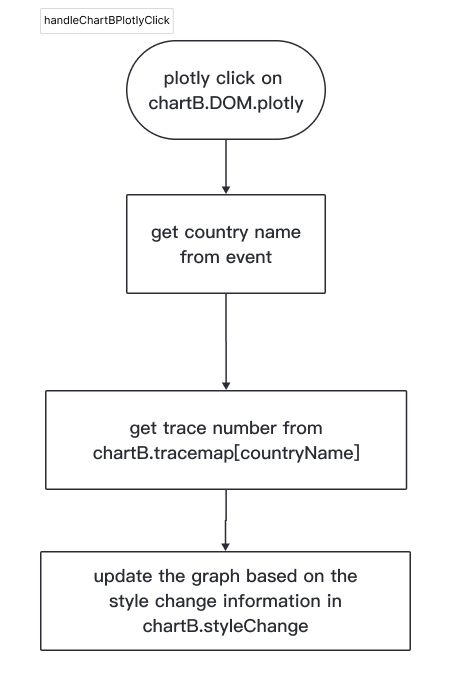 handleChartBPlotlyClick
plotly click on
chartB.DOM.plotly
get country name
from event
get trace number from
chartB.tracemap[countryName]
update the graph based on the
style change information in
chartB.styleChange